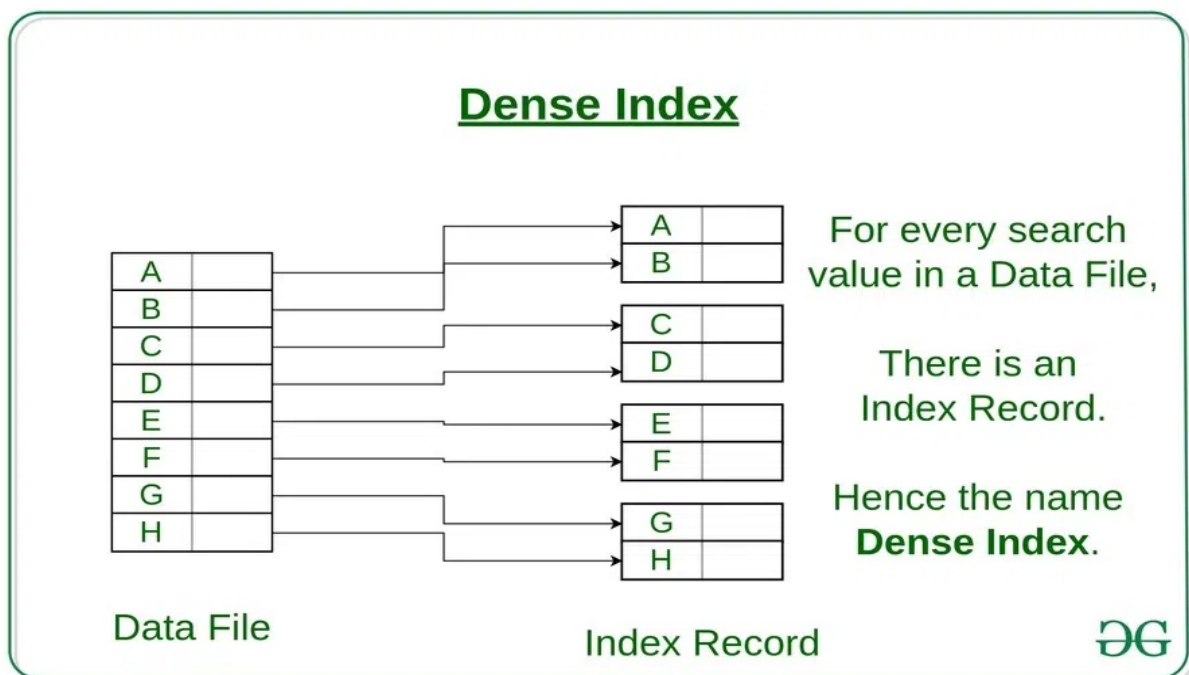 Dense Index
A
B
C
D
E
F
G
H
Data File
A
B
C
D
E
F
G
H
Index Record
For every search
value in a Data File,
There is an
Index Record.
Hence the name
Dense Index.